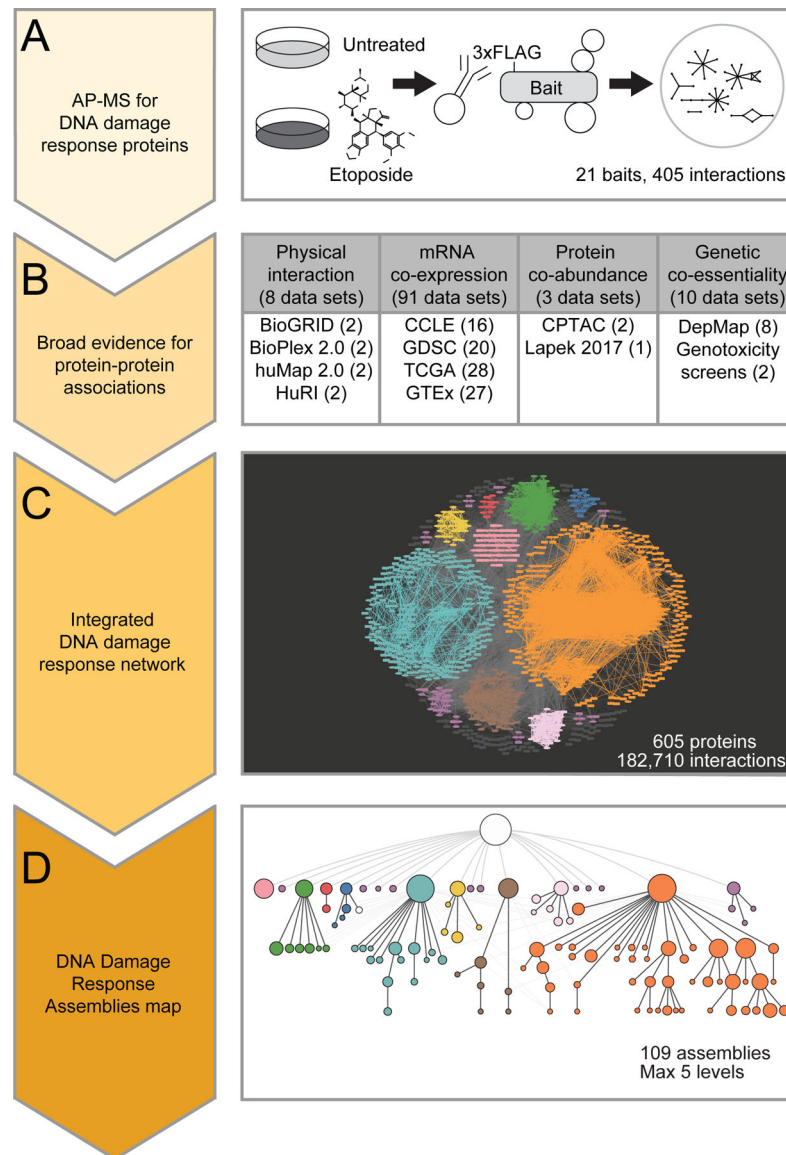 A
AP-MS for
DNA damage
response proteins
Untreated
Etoposide
3xFLAG
Bait
21 baits, 405 interactions
B
Broad evidence for
protein-protein
associations
Physical
interaction
(8 data sets)
mRNA
co-expression
(91 data sets)
Protein
co-abundance
(3 data sets)
Genetic
co-essentiality
(10 data sets)
BioGRID (2)
BioPlex 2.0 (2)
huMap 2.0 (2)
HuRI (2)
CCLE (16)
GDSC (20)
TCGA (28)
GTEx (27)
CPTAC (2)
Lapek 2017 (1)
DepMap (8)
Genotoxicity
screens (2)
C
Integrated
DNA damage
response network
605 proteins
182,710 interactions
D
DNA Damage
Response
Assemblies map
109 assemblies
Max 5 levels